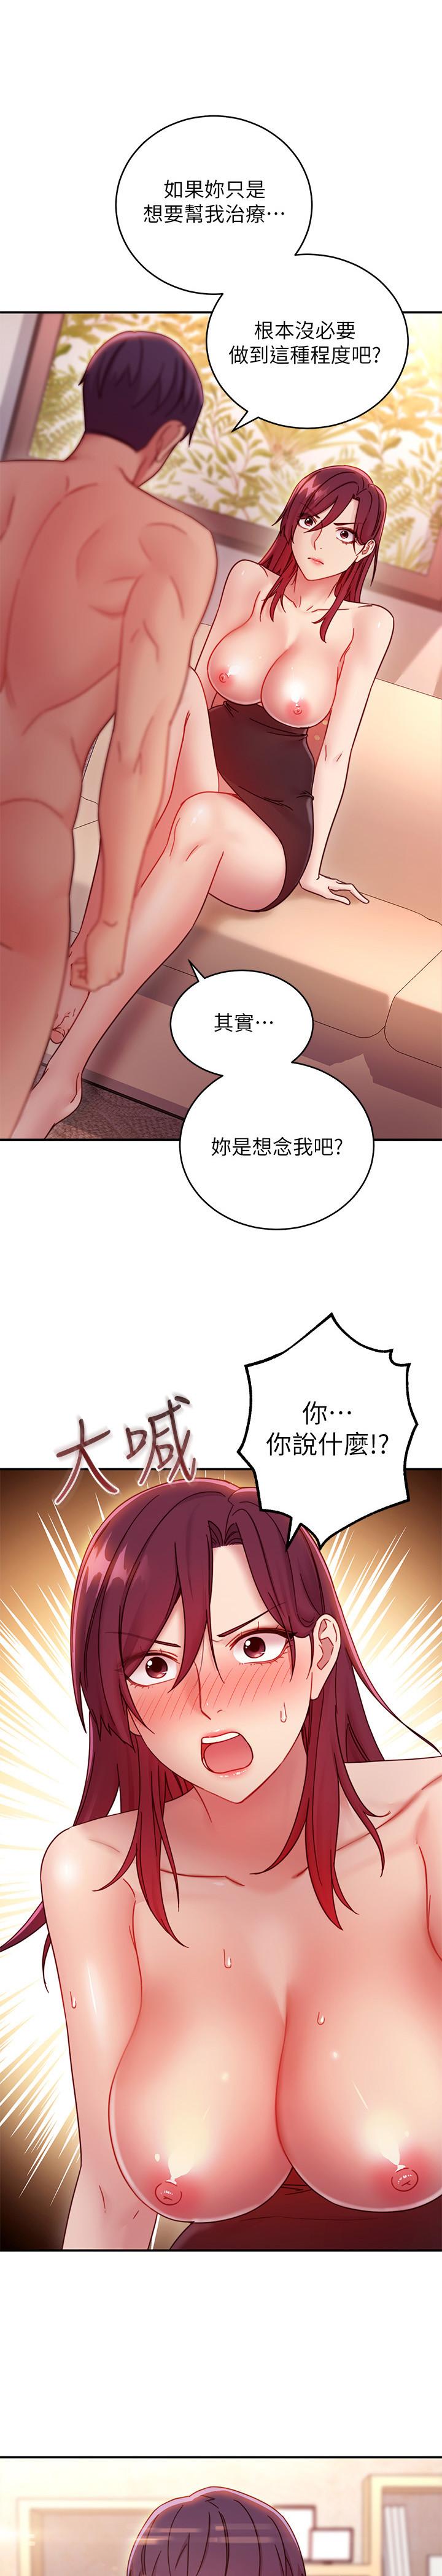 如果妳只是
想要幫我治療…
根本沒必要
做到這種程度吧?
其實…
妳是想念我吧?
你…
你說什麼!?
大喊